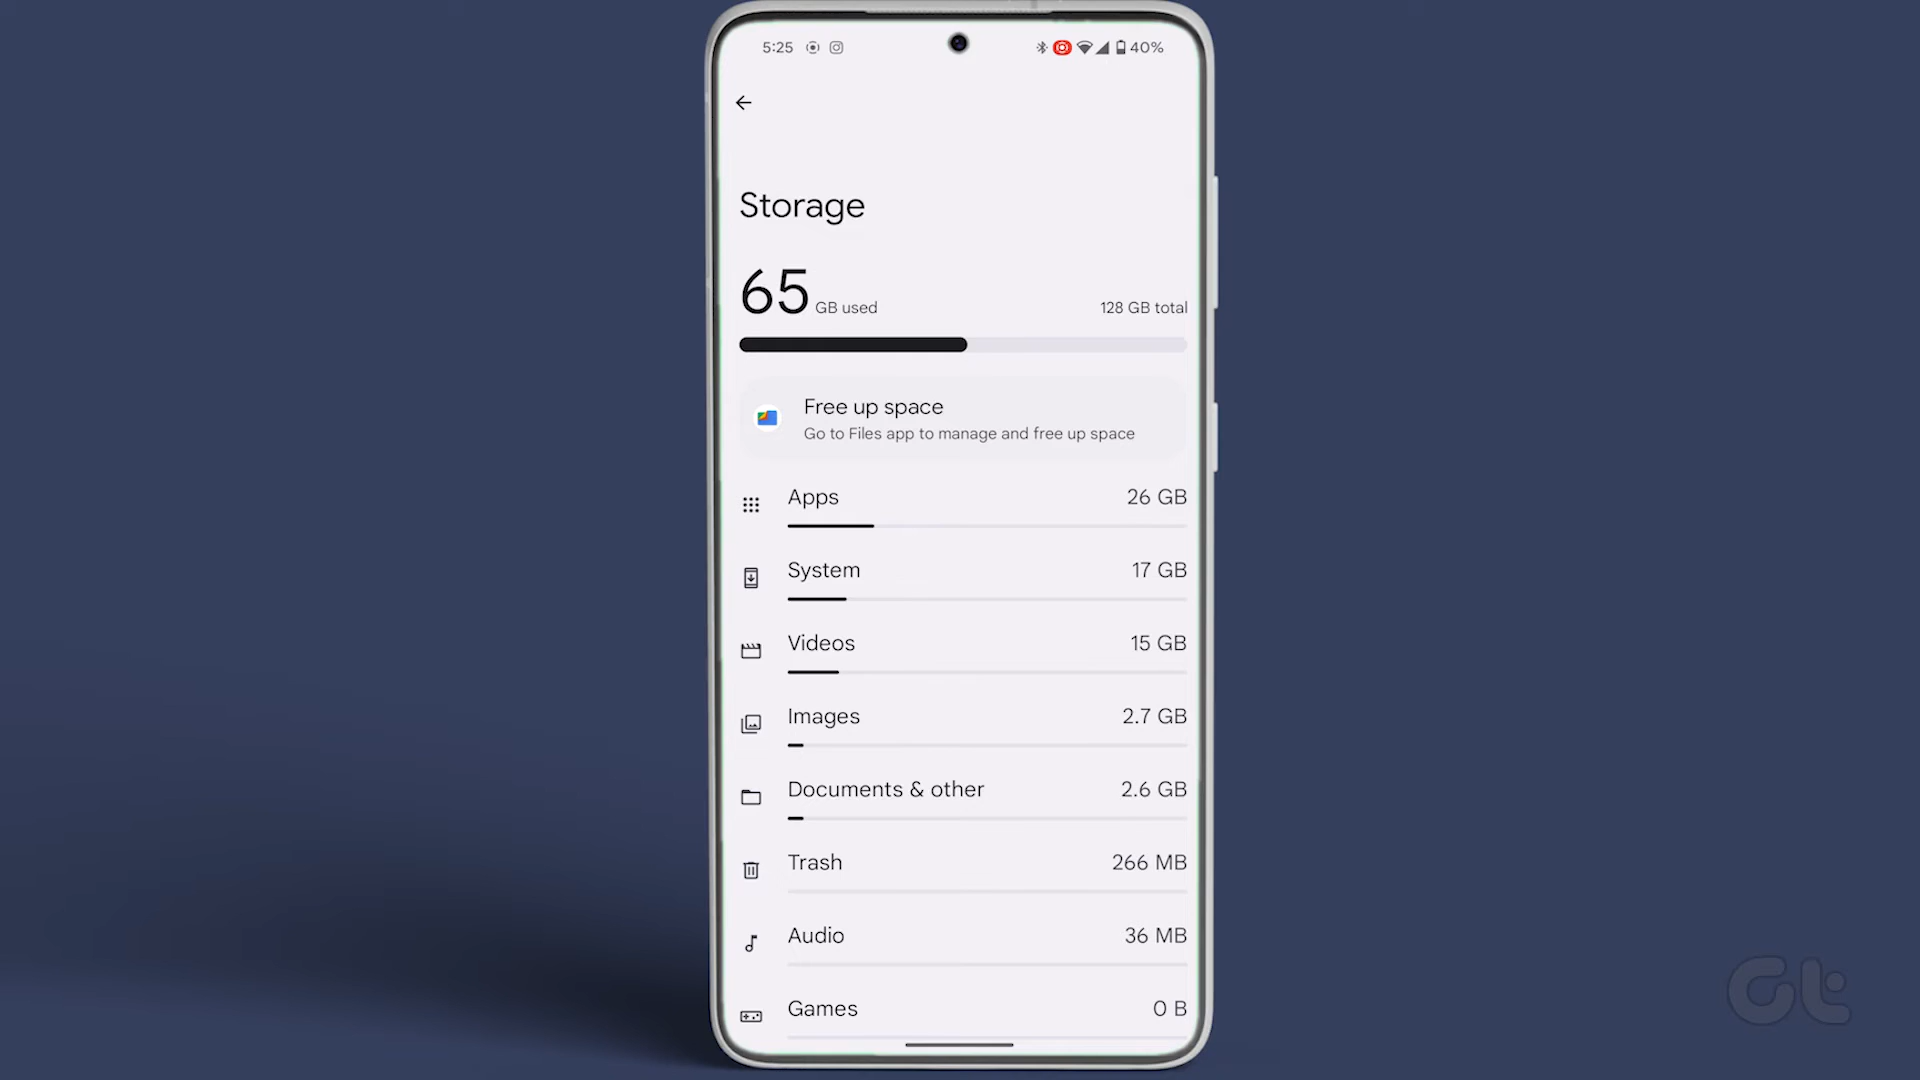 5:25 40%
Storage
65 GB used 128 GB total
Free up space
Go to Files app to manage and free up space
Apps 26 GB
System 17 GB
Videos 15 GB
Images 2.7 GB
Documents & other 2.6 GB
Trash 266 MB
Audio 36 MB
Games 0 B
Gt